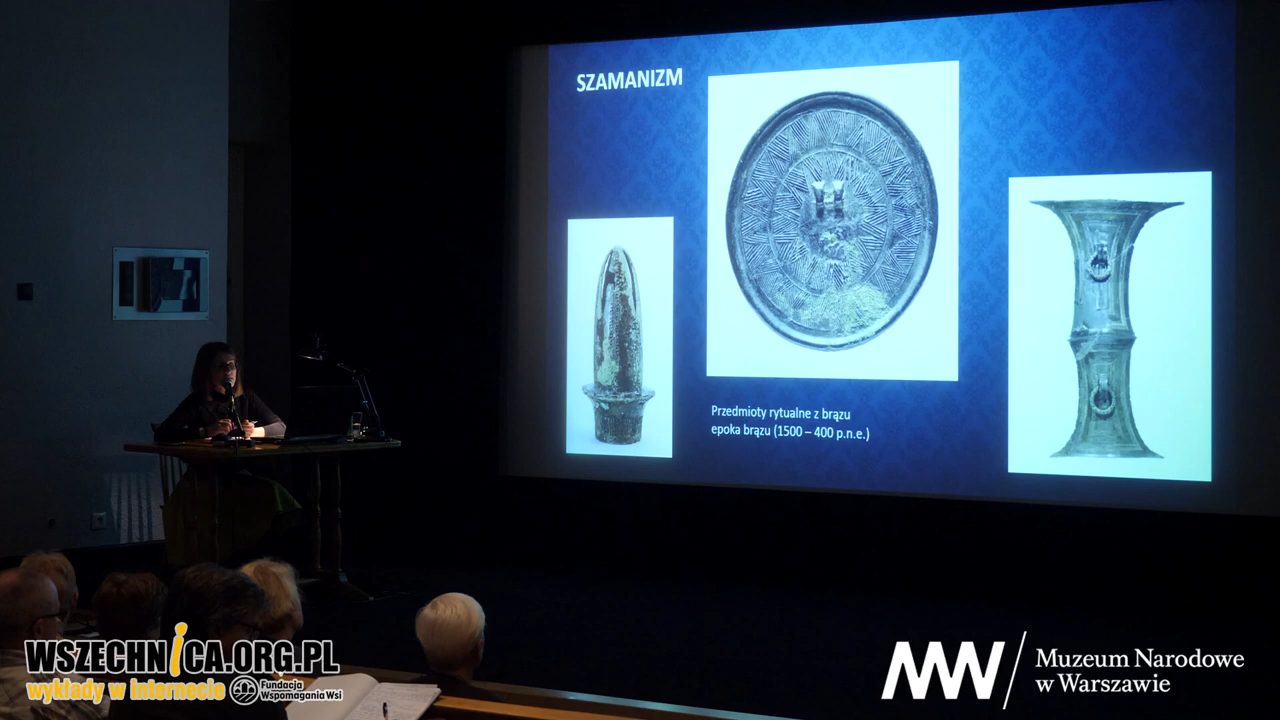 SZAMANIZM
Przedmioty rytualne z brązu
epoka brązu (1500 – 400 p.n.e.)
WSZECHNiCA.ORG.PL
wykłady w internecie
Fundacja
Wspomagania Wsi
Muzeum Narodowe
w Warszawie